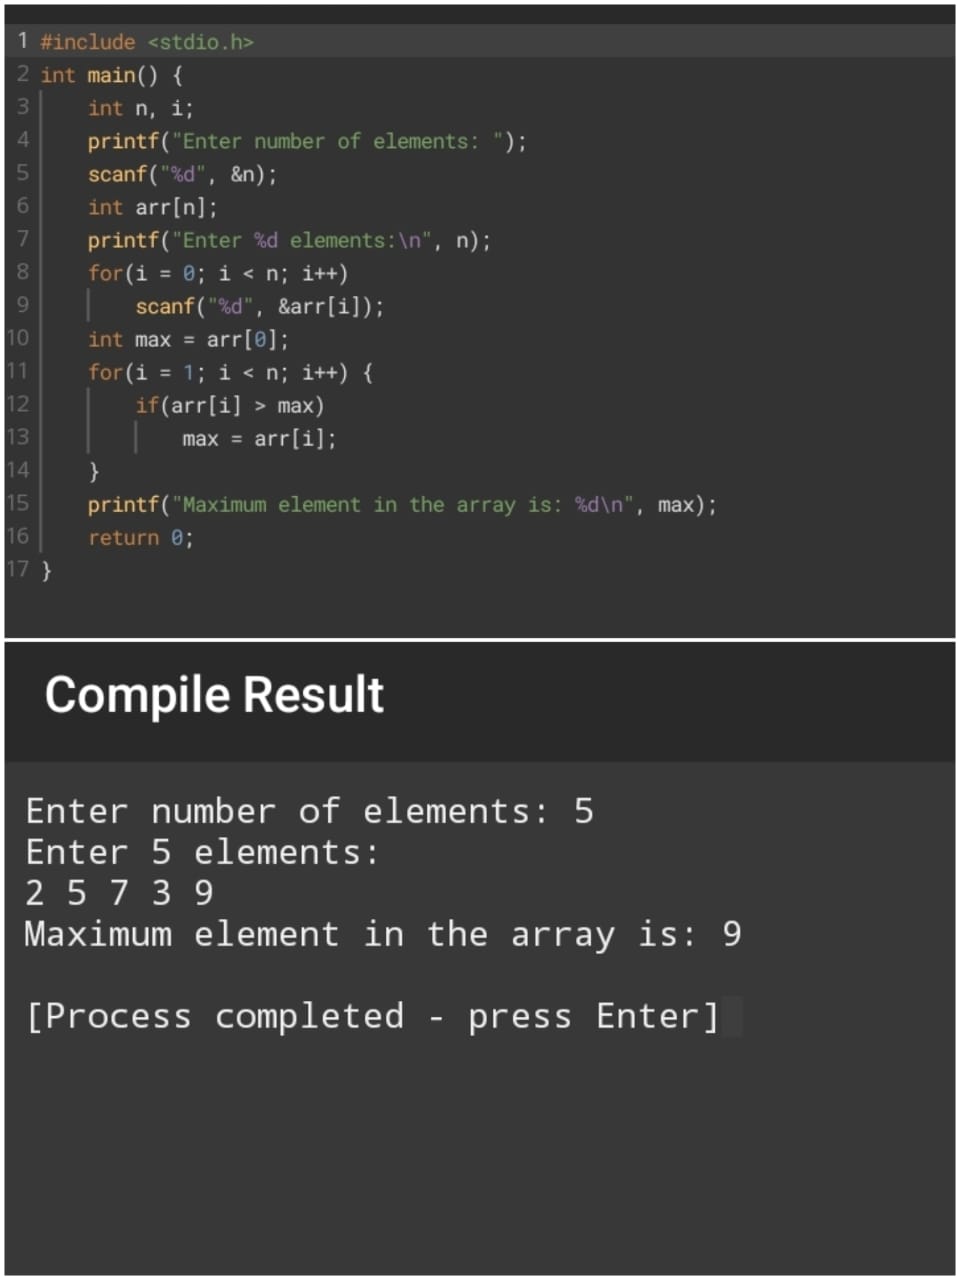 1 #include <stdio.h>
2 int main() {
3     int n, i;
4     printf("Enter number of elements: ");
5     scanf("%d", &n);
6     int arr[n];
7     printf("Enter %d elements:\n", n);
8     for(i = 0; i < n; i++)
9         scanf("%d", &arr[i]);
10     int max = arr[0];
11     for(i = 1; i < n; i++) {
12         if(arr[i] > max)
13             max = arr[i];
14     }
15     printf("Maximum element in the array is: %d\n", max);
16     return 0;
17 }
Compile Result
Enter number of elements: 5
Enter 5 elements:
2 5 7 3 9
Maximum element in the array is: 9
[Process completed - press Enter]